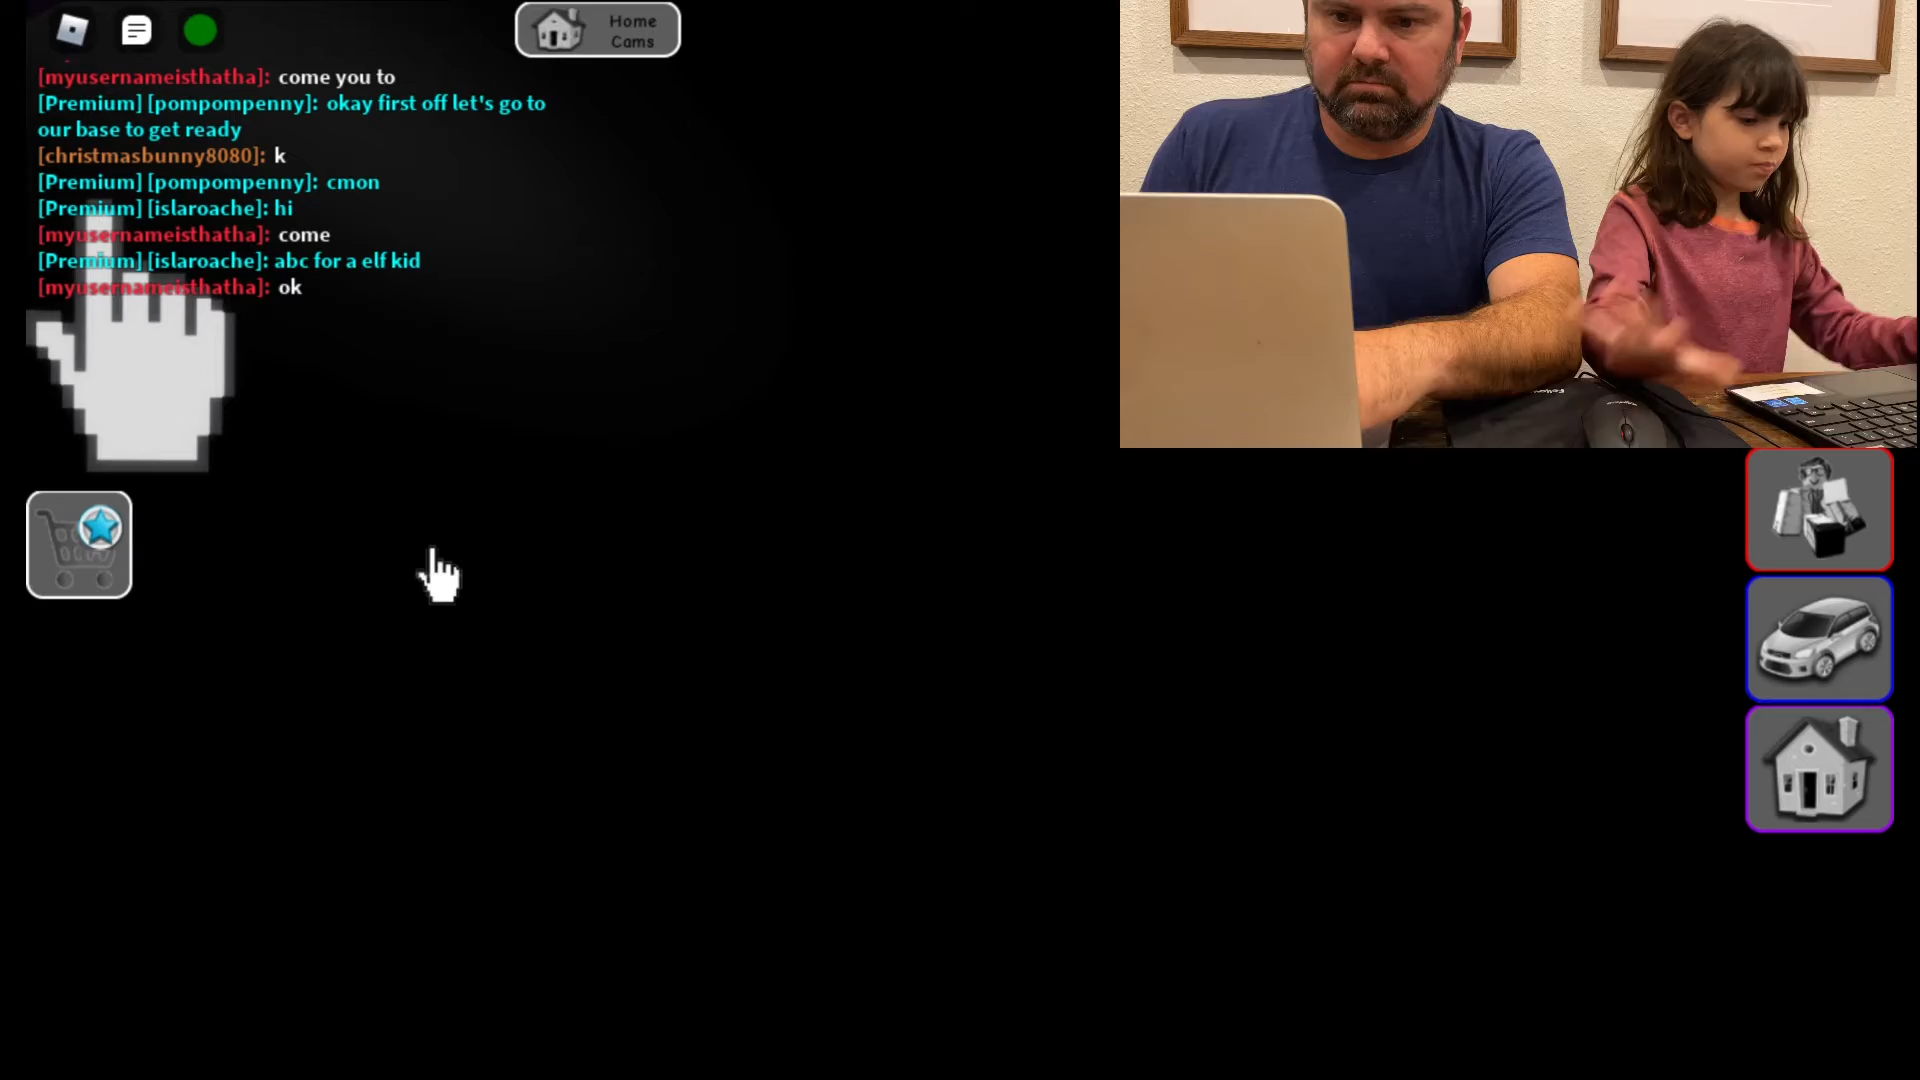 Home
Cams
[myusernameisthatha]: come you to
[Premium] [pompompenny]: okay first off let's go to
our base to get ready
[christmasbunny8080]: k
[Premium] [pompompenny]: cmon
[Premium] [islaroache]: hi
[myusernameisthatha]: come
[Premium] [islaroache]: abc for a elf kid
[myusernameisthatha]: ok